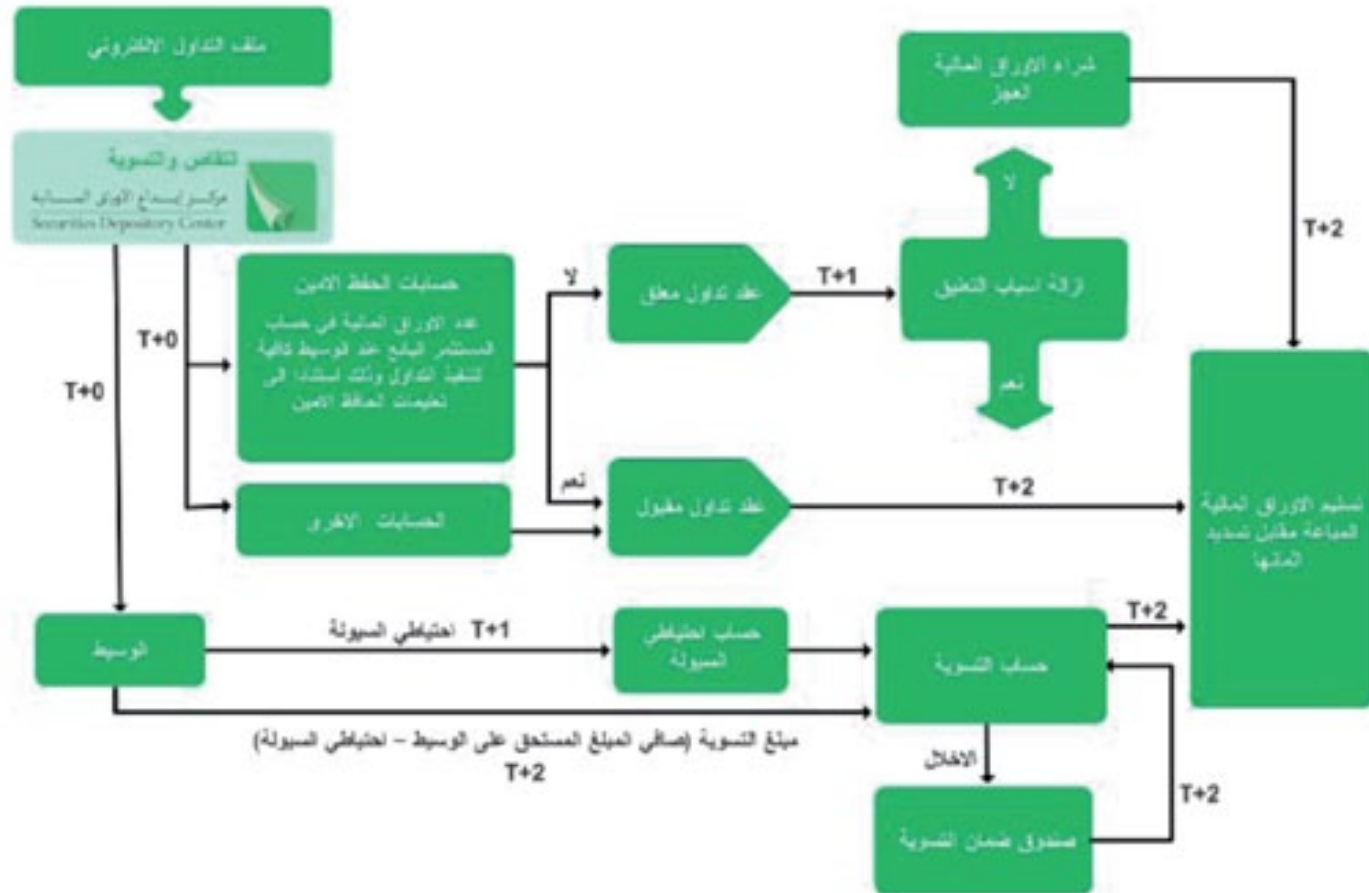 ملف التداول الالكتروني
التقاص والتسوية
مركز إيداع الأوراق المالية
Securities Depository Center
T+0
T+0
حسابات الحفظ الامين
عدد الاوراق المالية في حساب
المستثمر البائع عند الوسيط كافية
لتنفيذ التداول وذلك استنادا الى
تعليمات الحافظ الامين
الحسابات الاخرى
لا
نعم
عقد تداول معلق
عقد تداول مقبول
T+1
شراء الاوراق المالية
العجز
لا
ازالة اسباب التعليق
نعم
T+2
T+2
تسليم الاوراق المالية
المباعة مقابل تسديد
اثمانها
الوسيط
احتياطي السيولة T+1
حساب احتياطي
السيولة
حساب التسوية
T+2
مبلغ التسوية (صافي المبلغ المستحق على الوسيط – احتياطي السيولة)
T+2
الاخلال
صندوق ضمان التسوية
T+2